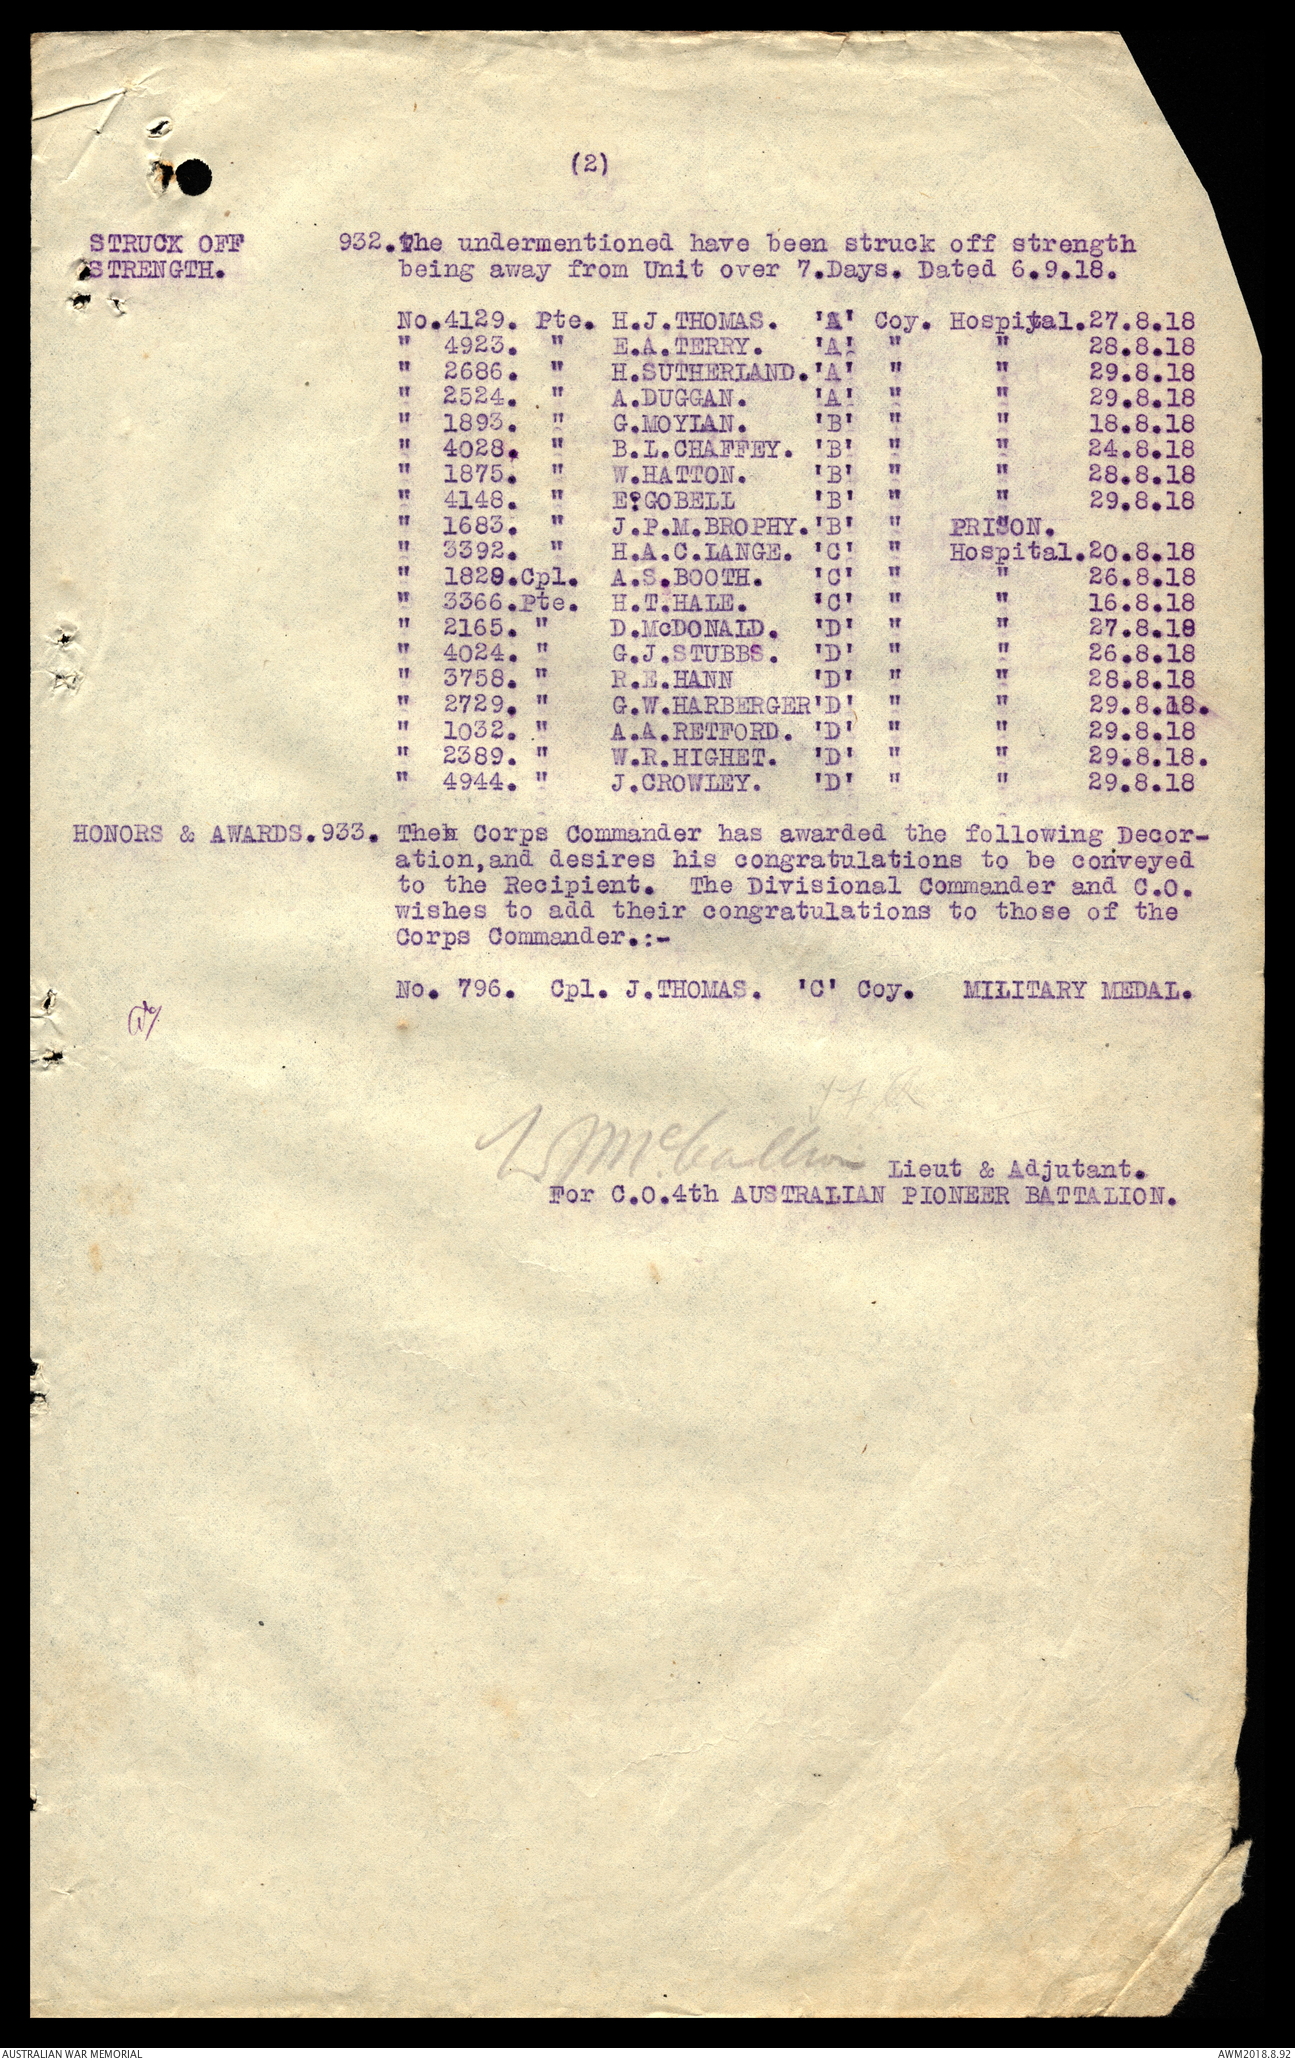 (2)
STRUCK OFF 932. The undermentioned have been struck off strength
STRENGTH. being away from Unit over 7.Days. Dated 6.9.18.
No.4129. Pte. H.J.THOMAS. 'A' Coy. Hospital.27.8.18
" 4923. " E.A.TERRY. 'A' " " 28.8.18
" 2686. " H.SUTHERLAND.'A' " " 29.8.18
" 2524. " A.DUGGAN. 'A' " " 29.8.18
" 1893. " G.MOYLAN. 'B' " " 18.8.18
" 4028. " B.L.CHAFFEY. 'B' " " 24.8.18
" 1875. " W.HATTON. 'B' " " 28.8.18
" 4148. " E?GOBELL 'B' " " 29.8.18
" 1683. " J.P.M.BROPHY.'B' " PRISON.
" 3392. " H.A.C.LANGE. 'C' " Hospital.20.8.18
" 1829.Cpl. A.S.BOOTH. 'C' " " 26.8.18
" 3366.Pte. H.T.HALE. 'C' " " 16.8.18
" 2165. " D.McDONALD. 'D' " " 27.8.18
" 4024. " G.J.STUBBS. 'D' " " 26.8.18
" 3758. " R.E.HANN 'D' " " 28.8.18
" 2729. " G.W.HARBERGER'D' " " 29.8.18.
" 1032. " A.A.RETFORD. 'D' " " 29.8.18
" 2389. " W.R.HIGHET. 'D' " " 29.8.18.
" 4944. " J.CROWLEY. 'D' " " 29.8.18
HONORS & AWARDS.933. The Corps Commander has awarded the following Decor-
ation,and desires his congratulations to be conveyed
to the Recipient. The Divisional Commander and C.O.
wishes to add their congratulations to those of the
Corps Commander.:-
No. 796. Cpl. J.THOMAS. 'C' Coy. MILITARY MEDAL.
Lieut & Adjutant.
For C.O.4th AUSTRALIAN PIONEER BATTALION.
AUSTRALIAN WAR MEMORIAL
AWM2018.8.92